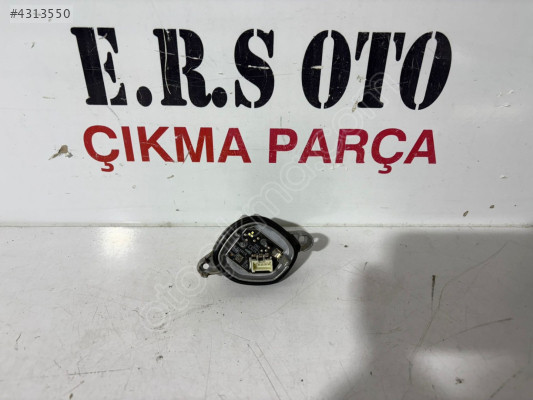 #4313550
E.R.S OTO
ÇIKMA PARÇA